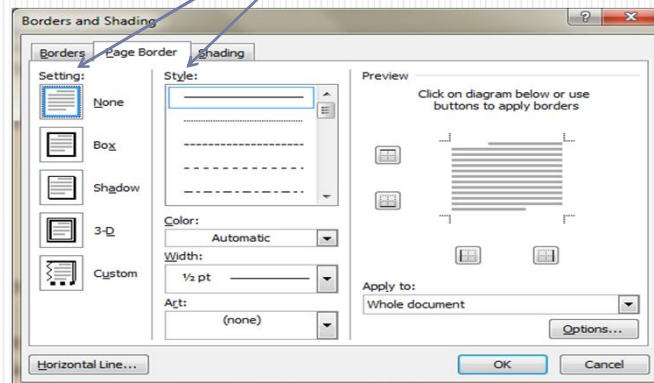 Borders and Shading
Borders Page Border Shading
Setting:
None
Box
Shadow
3-D
Custom
Style:
Color:
Automatic
Width:
½ pt
Art:
(none)
Preview
Click on diagram below or use
buttons to apply borders
Apply to:
Whole document
Options...
Horizontal Line...
OK Cancel